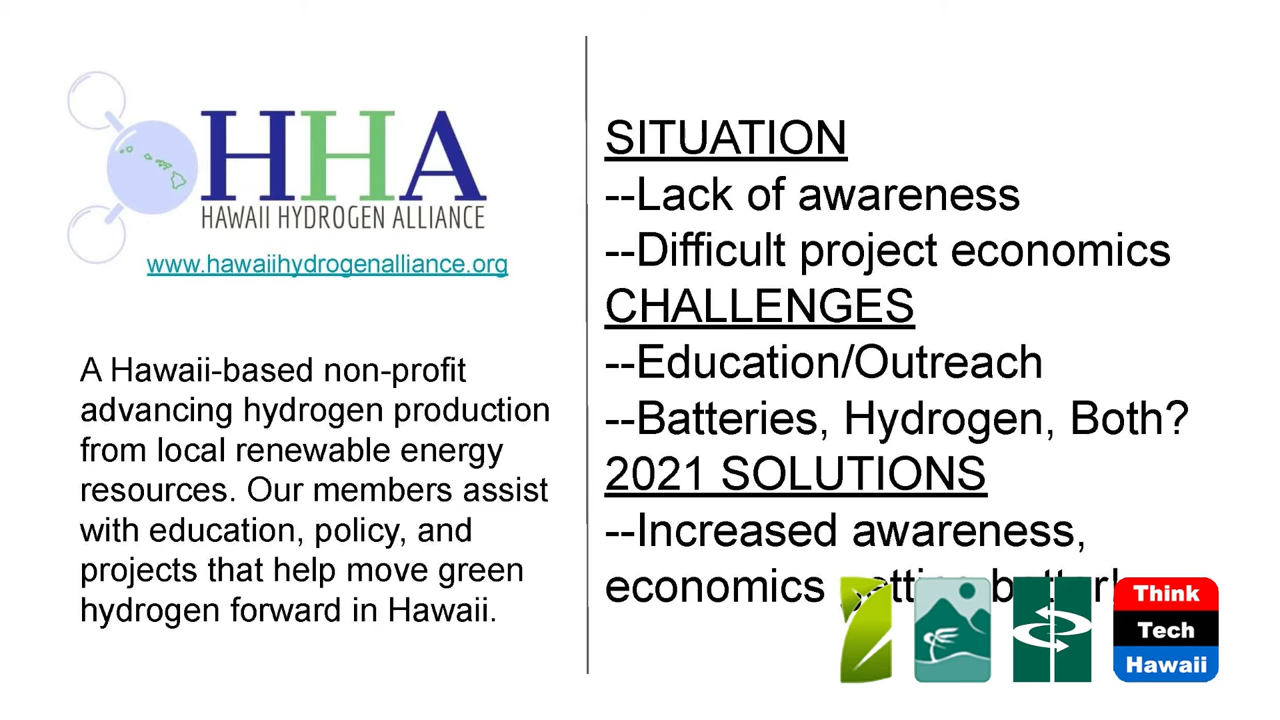 HHA
HAWAII HYDROGEN ALLIANCE
www.hawaiihydrogenalliance.org
A Hawaii-based non-profit
advancing hydrogen production
from local renewable energy
resources. Our members assist
with education, policy, and
projects that help move green
hydrogen forward in Hawaii.
SITUATION
--Lack of awareness
--Difficult project economics
CHALLENGES
--Education/Outreach
--Batteries, Hydrogen, Both?
2021 SOLUTIONS
--Increased awareness,
economics getting better!
Think
Tech
Hawaii